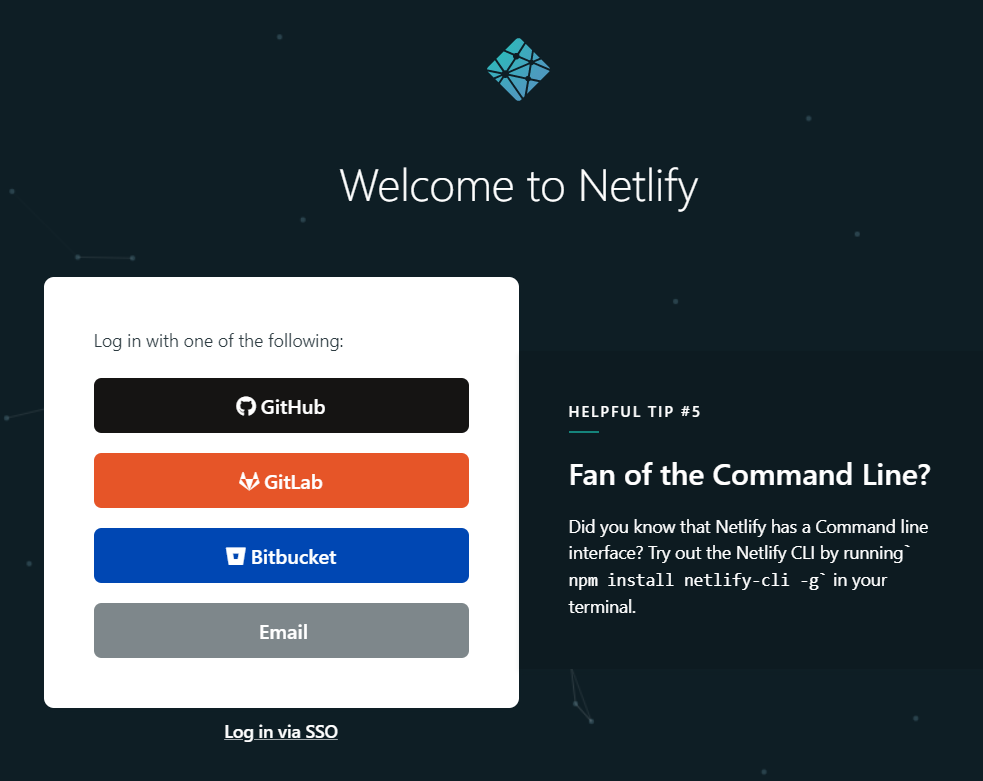 Welcome to Netlify
Log in with one of the following:
GitHub
GitLab
Bitbucket
Email
Log in via SSO
HELPFUL TIP #5
Fan of the Command Line?
Did you know that Netlify has a Command line
interface? Try out the Netlify CLI by running`
npm install netlify-cli -g` in your
terminal.